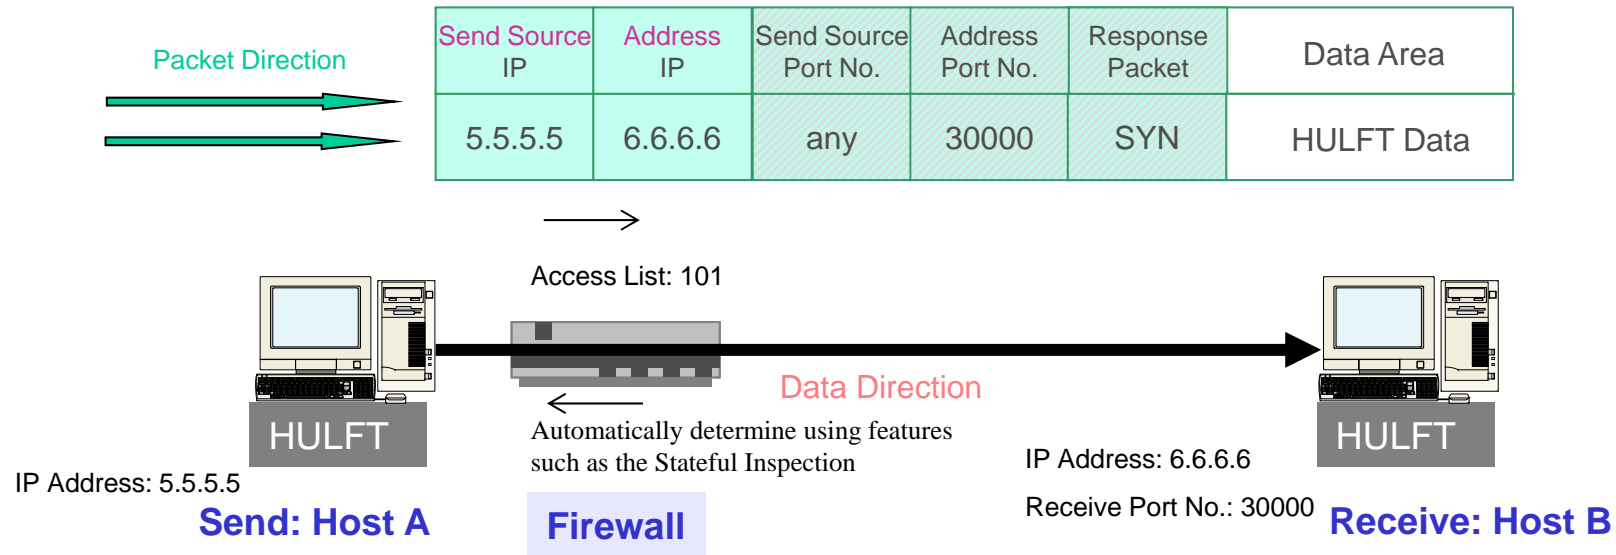 Packet Direction
Send Source IP
Address IP
Send Source Port No.
Address Port No.
Response Packet
Data Area
5.5.5.5
6.6.6.6
any
30000
SYN
HULFT Data
Access List: 101
Data Direction
HULFT
Automatically determine using features
such as the Stateful Inspection
HULFT
IP Address: 5.5.5.5
IP Address: 6.6.6.6
Receive Port No.: 30000
Send: Host A
Firewall
Receive: Host B